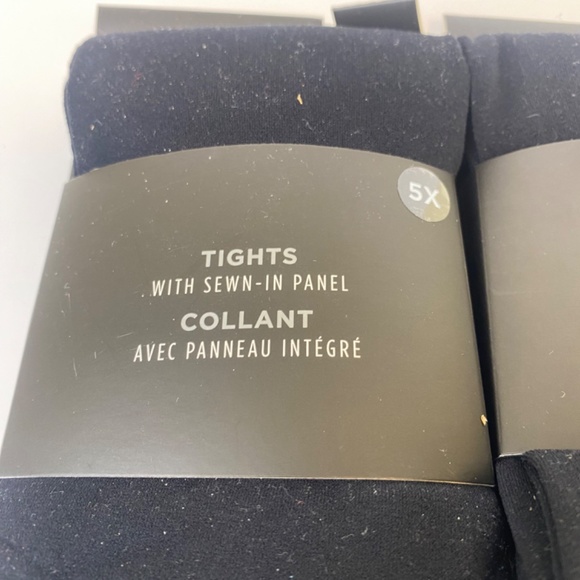 5X
TIGHTS
WITH SEWN-IN PANEL
COLLANT
AVEC PANNEAU INTÉGRÉ